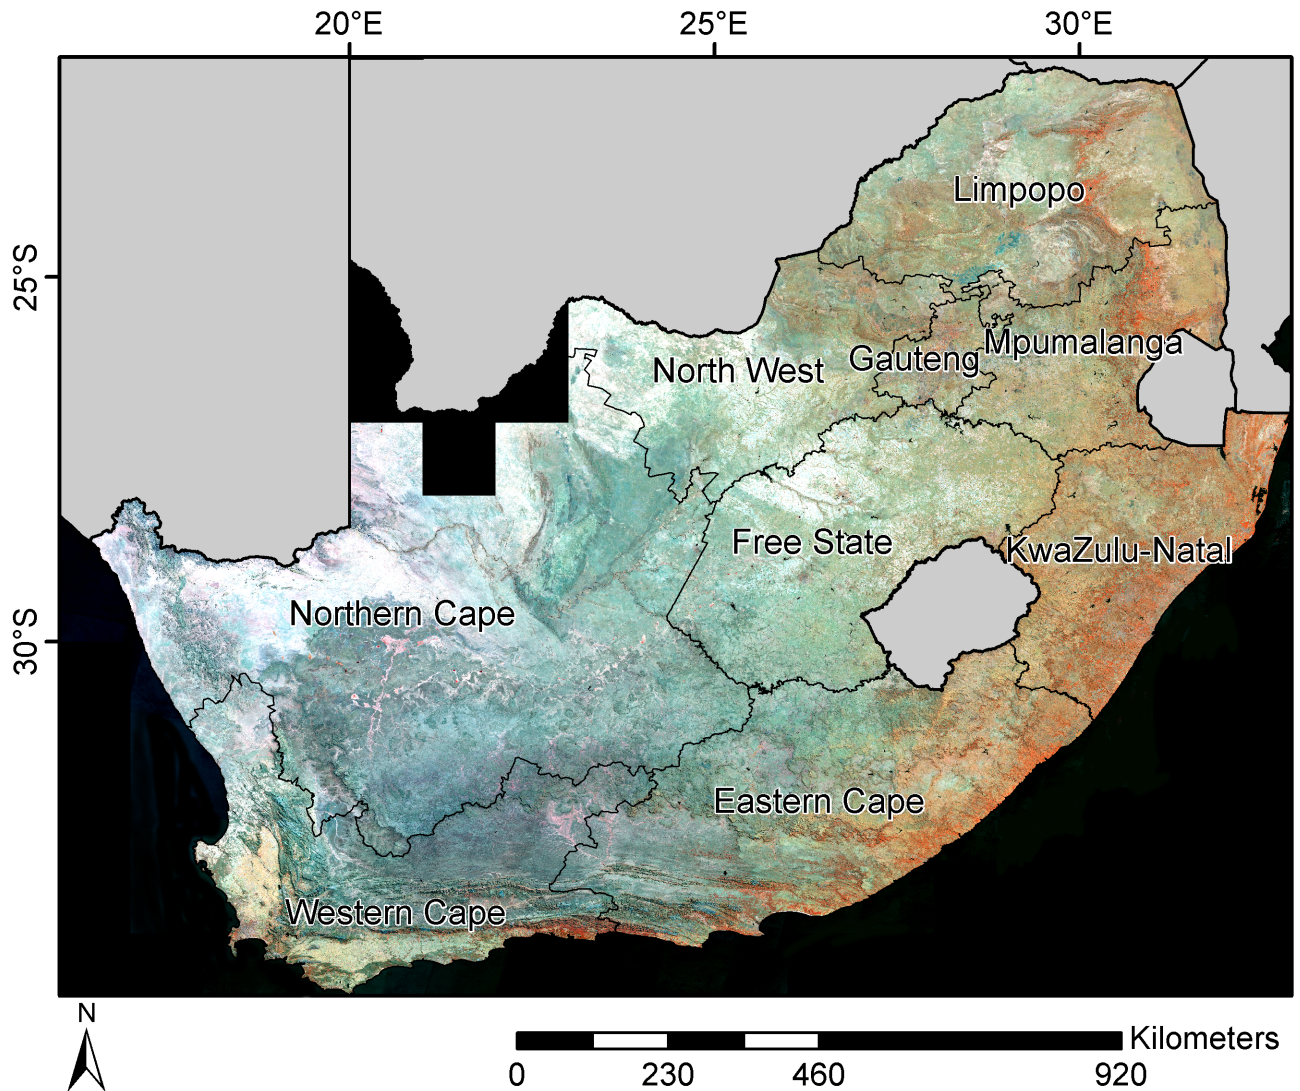 20°E 25°E 30°E
Limpopo
25°S
North West Gauteng Mpumalanga
Free State KwaZulu-Natal
Northern Cape
30°S
Eastern Cape
Western Cape
N
Kilometers
0 230 460 920